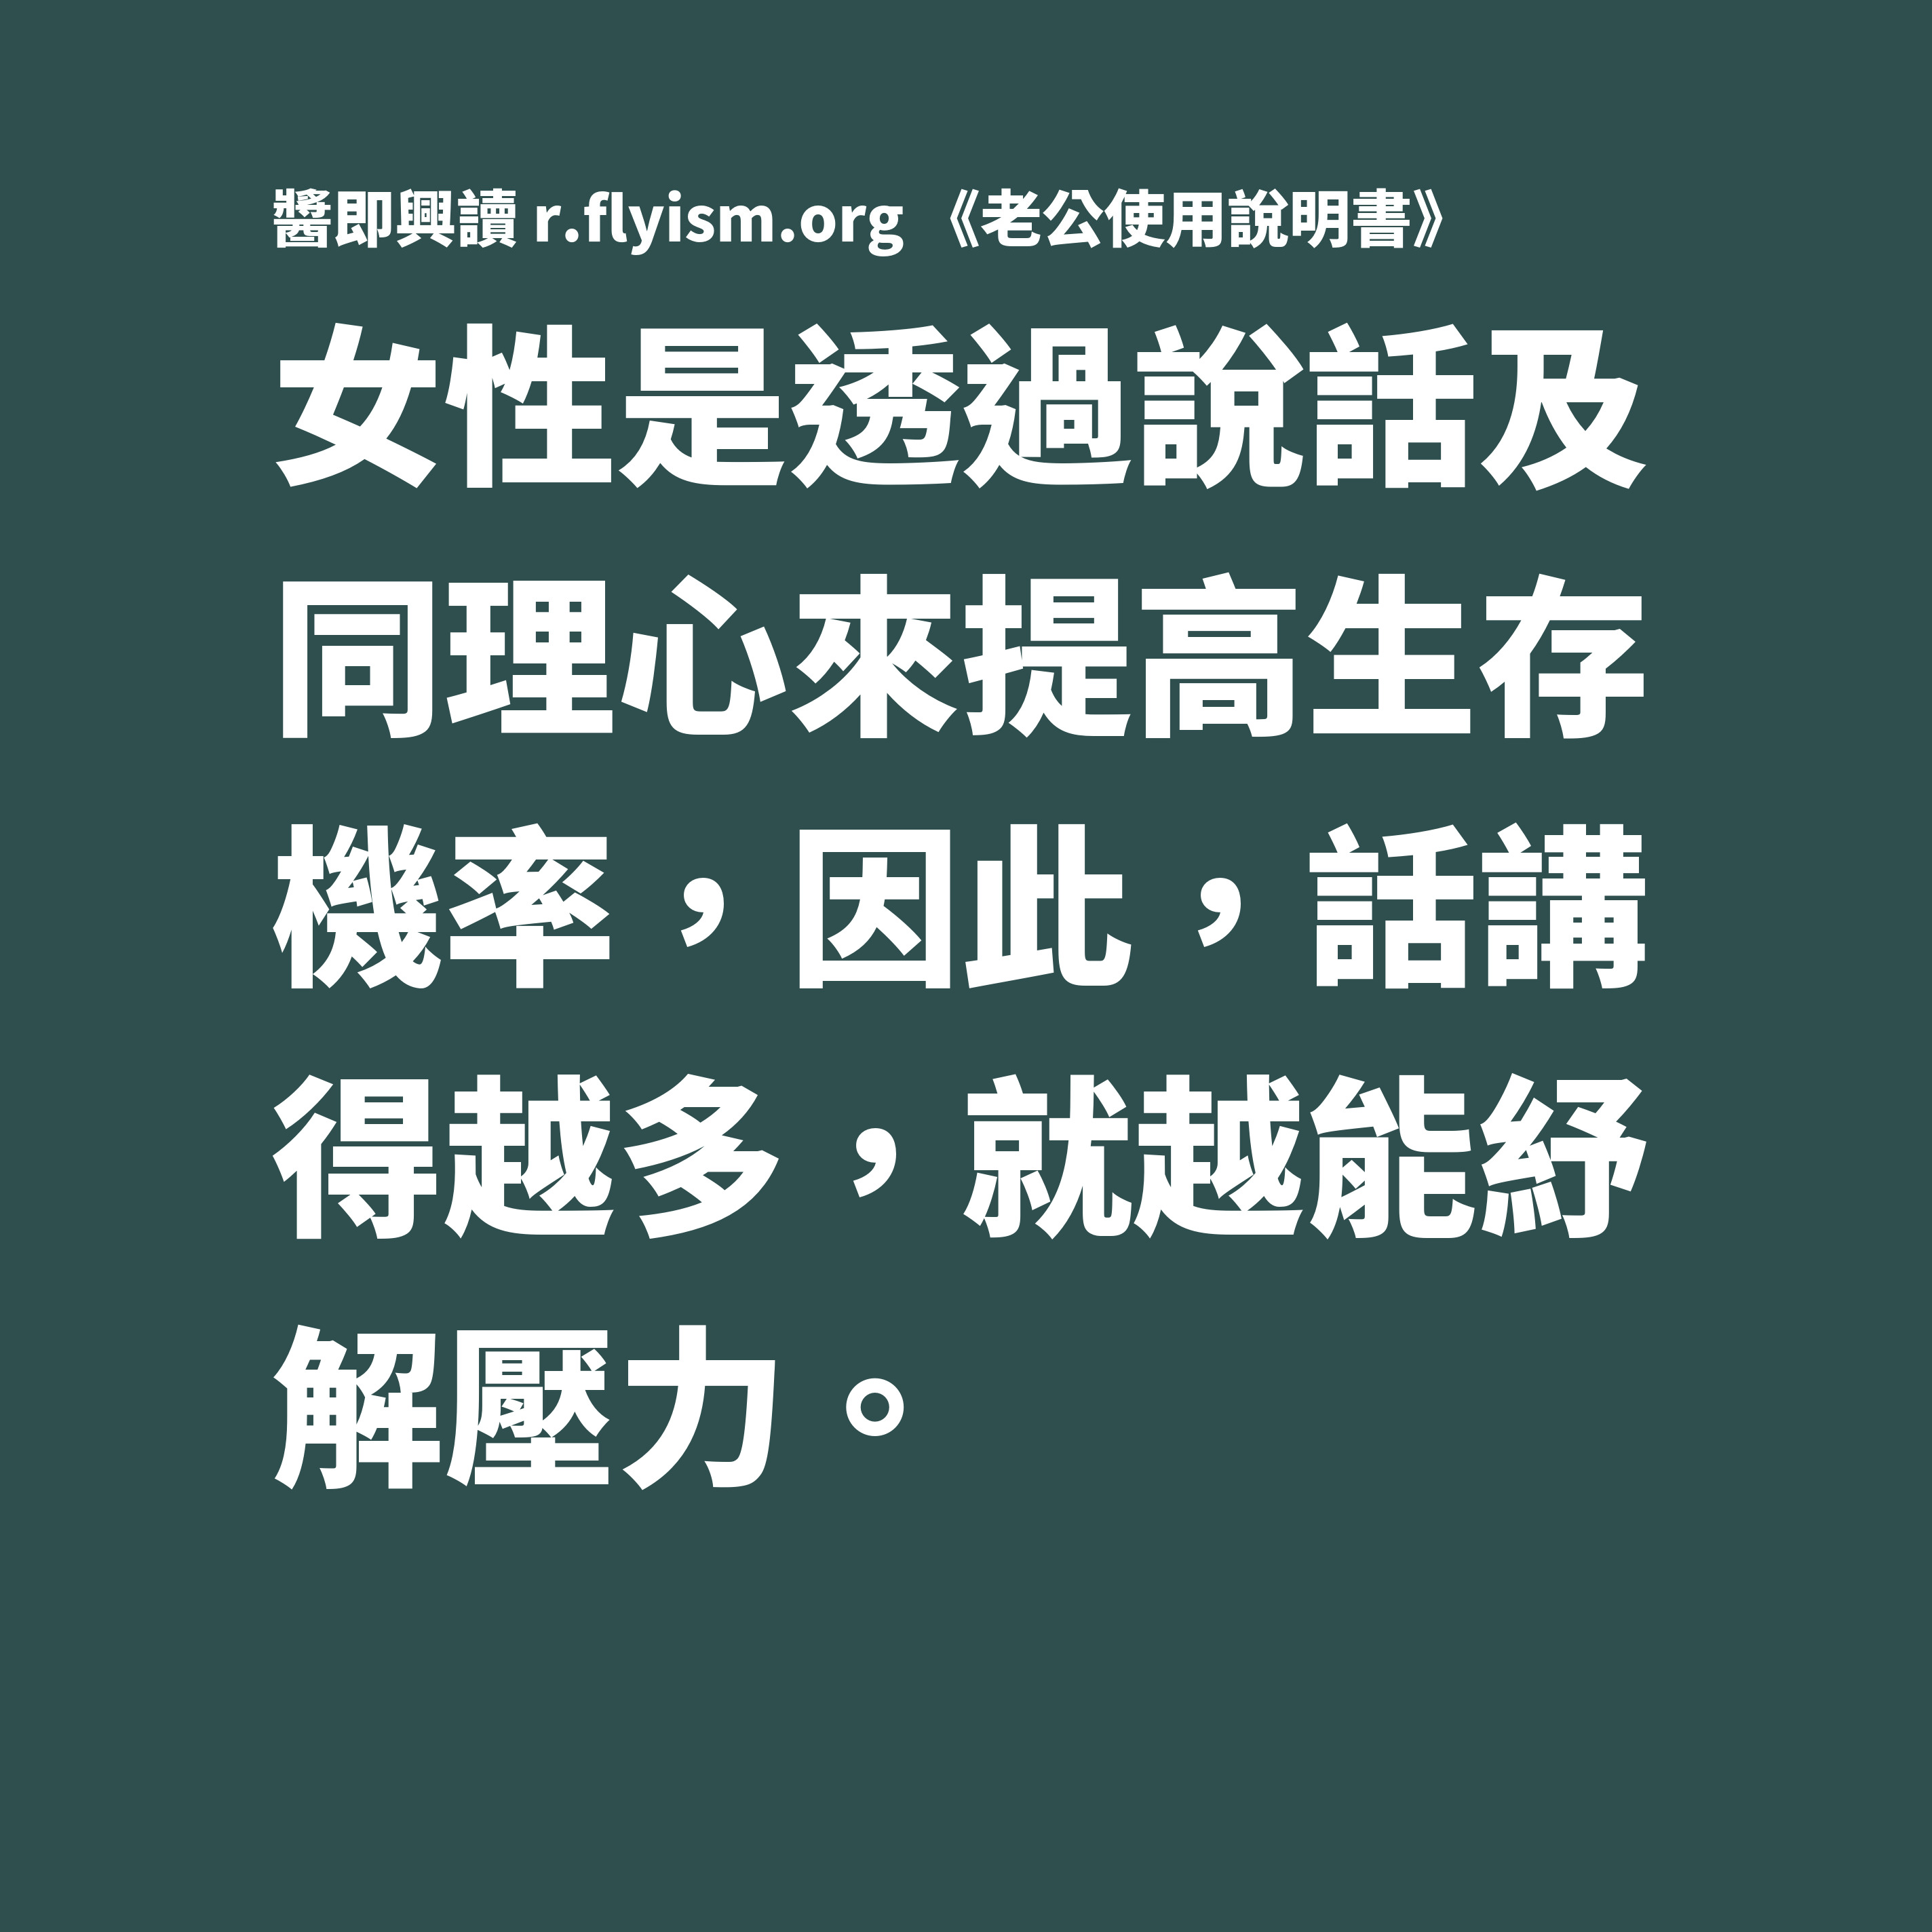 掰即興讀 r.flyism.org 《老公使用說明書》
女性是透過說話及
同理心來提高生存
機率，因此，話講
得越多，就越能紓
解壓力。